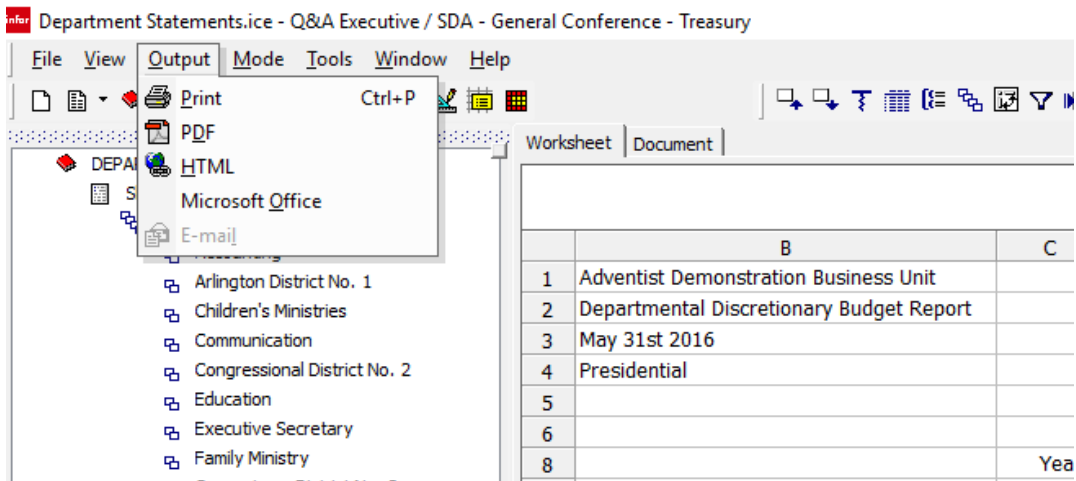 infor Department Statements.ice - Q&A Executive / SDA - General Conference - Treasury
File View Output Mode Tools Window Help
Print Ctrl+P
PDF
HTML
Microsoft Office
E-mail
Worksheet Document
Accounting
Arlington District No. 1
Children's Ministries
Communication
Congressional District No. 2
Education
Executive Secretary
Family Ministry
B C
1 Adventist Demonstration Business Unit
2 Departmental Discretionary Budget Report
3 May 31st 2016
4 Presidential
5
6
8 Yea